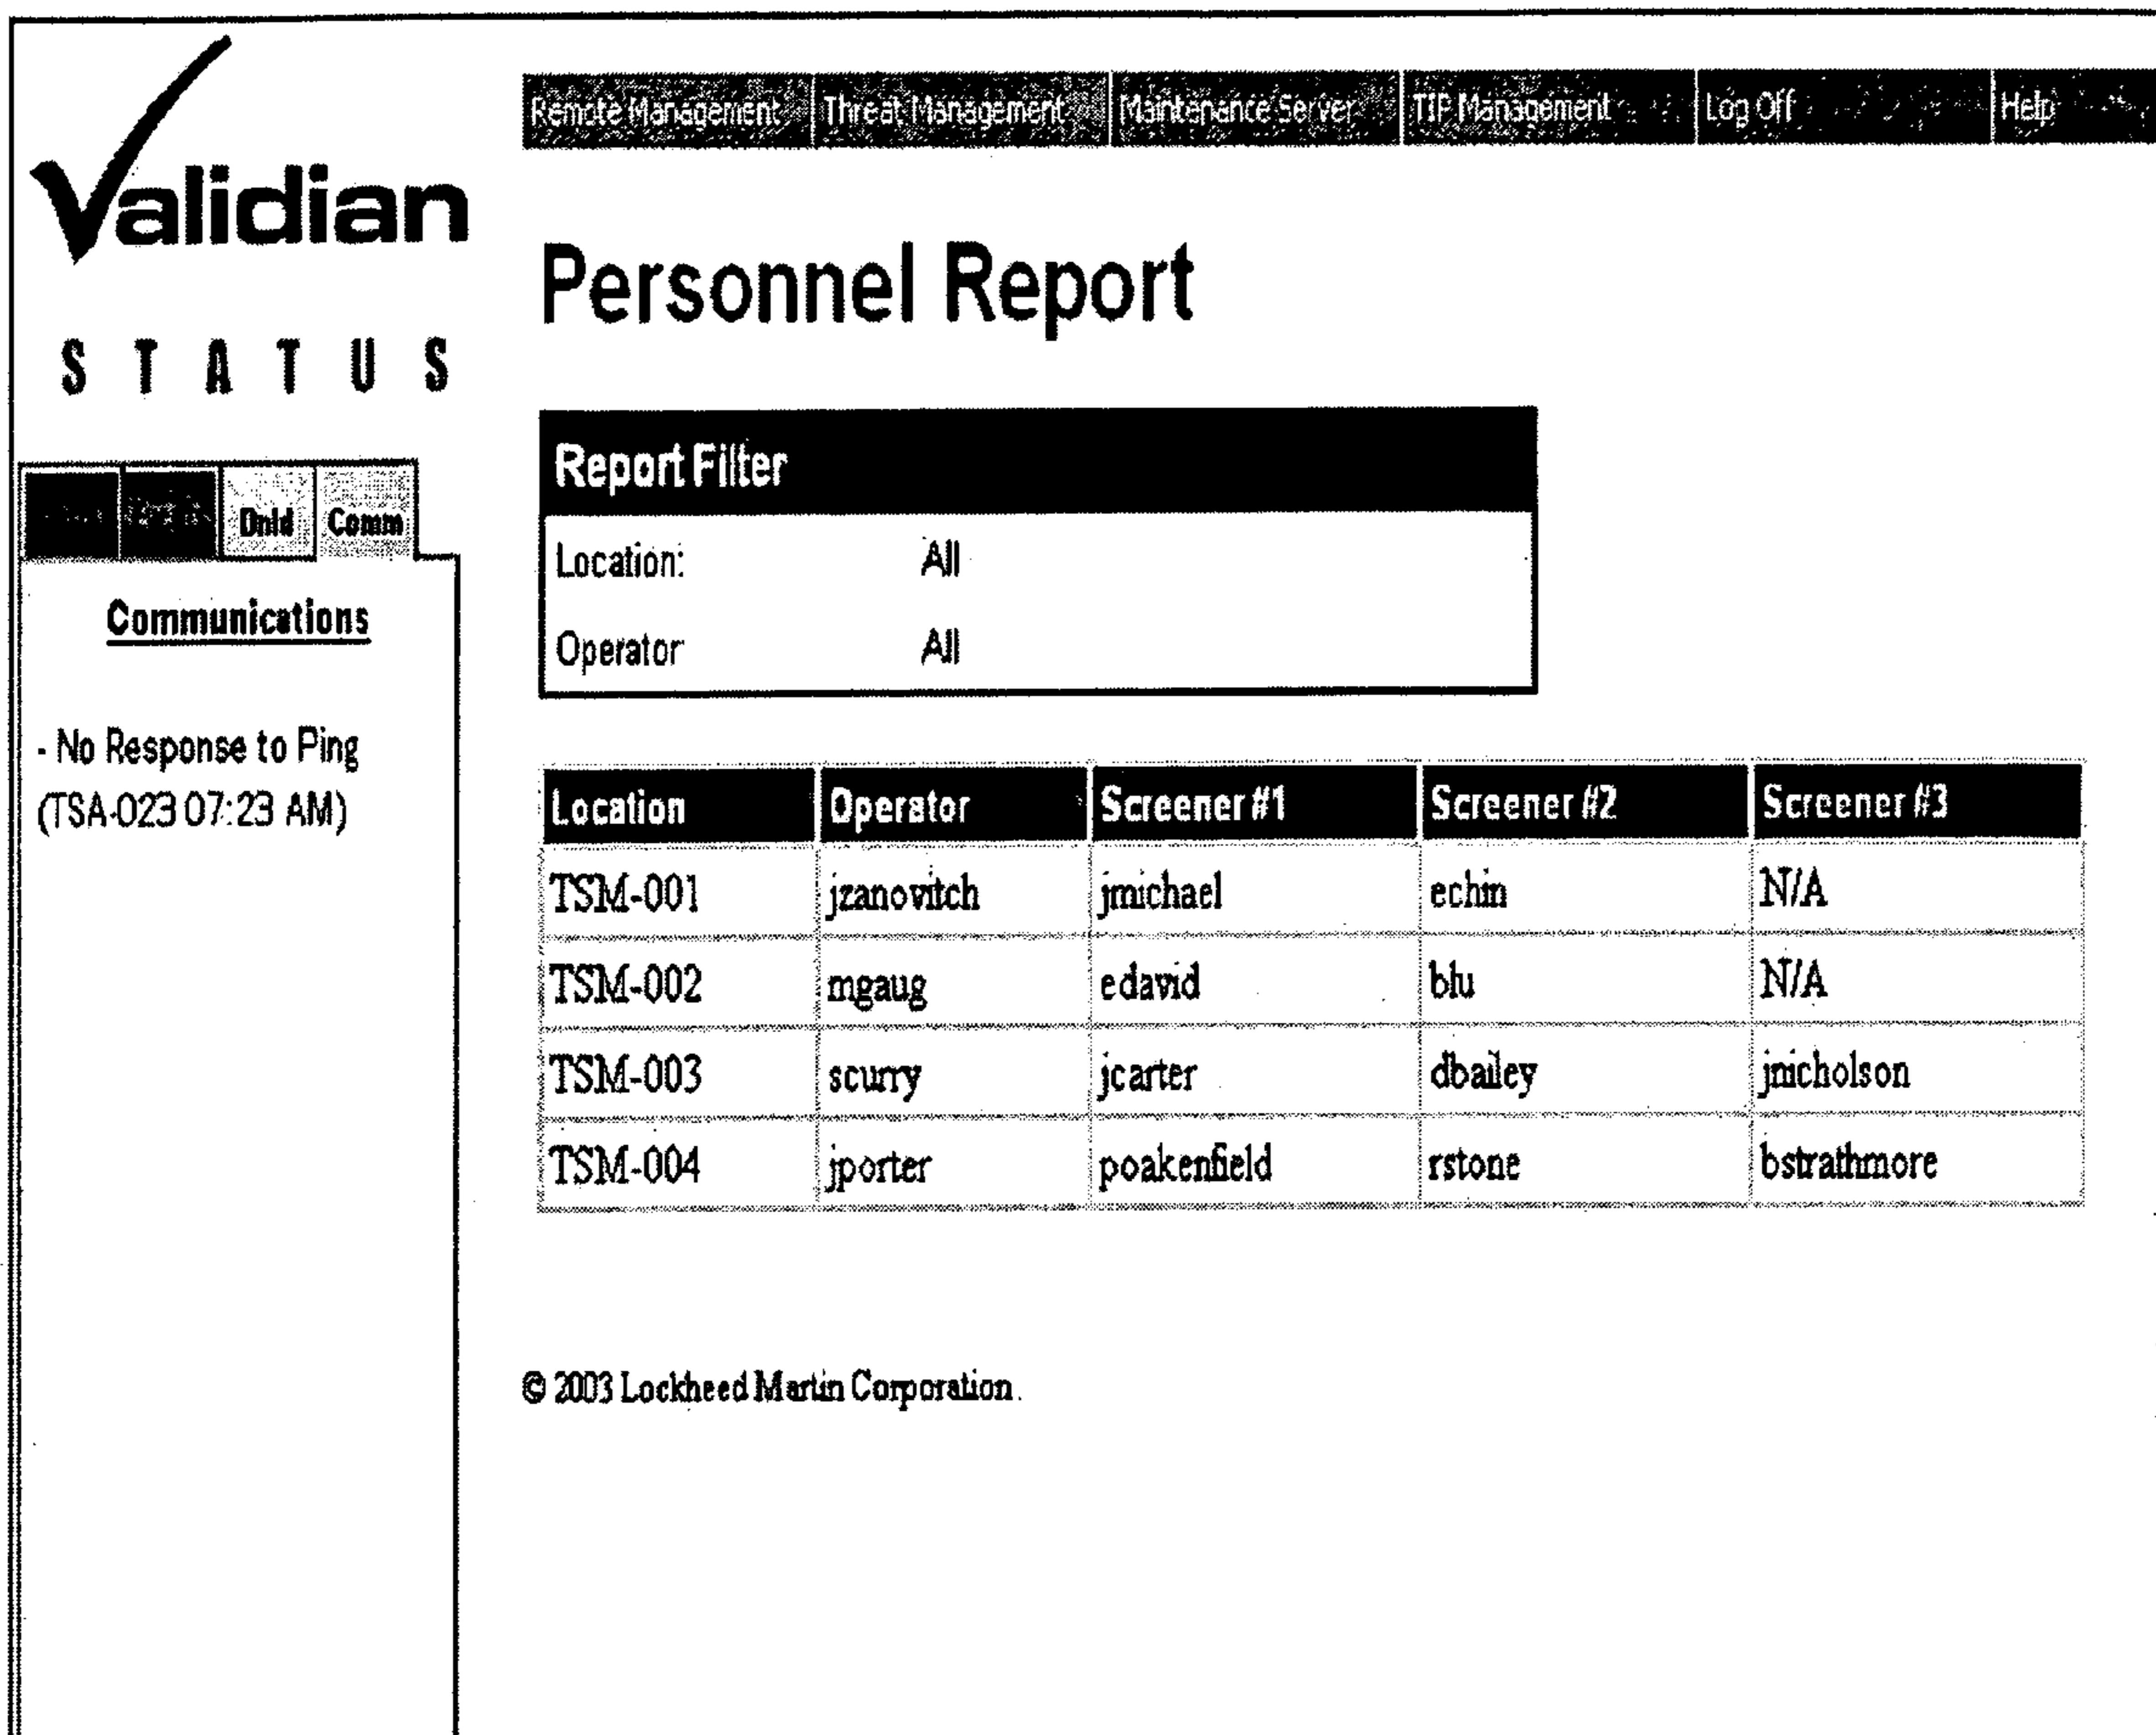 Validian
STATUS
Dnld Comm
Communications
- No Response to Ping
(TSA-023 07:23 AM)
Remote Management Threat Management Maintenance Server TIP Management Log Off Help
Personnel Report
Report Filter
Location: All
Operator All
Location Operator Screener #1 Screener #2 Screener #3
TSM-001 jzanovitch jmichael echin N/A
TSM-002 mgaug edavid blu N/A
TSM-003 scurry jcarter dbailey jnicholson
TSM-004 jporter poakenfield rstone bstrathmore
© 2003 Lockheed Martin Corporation.